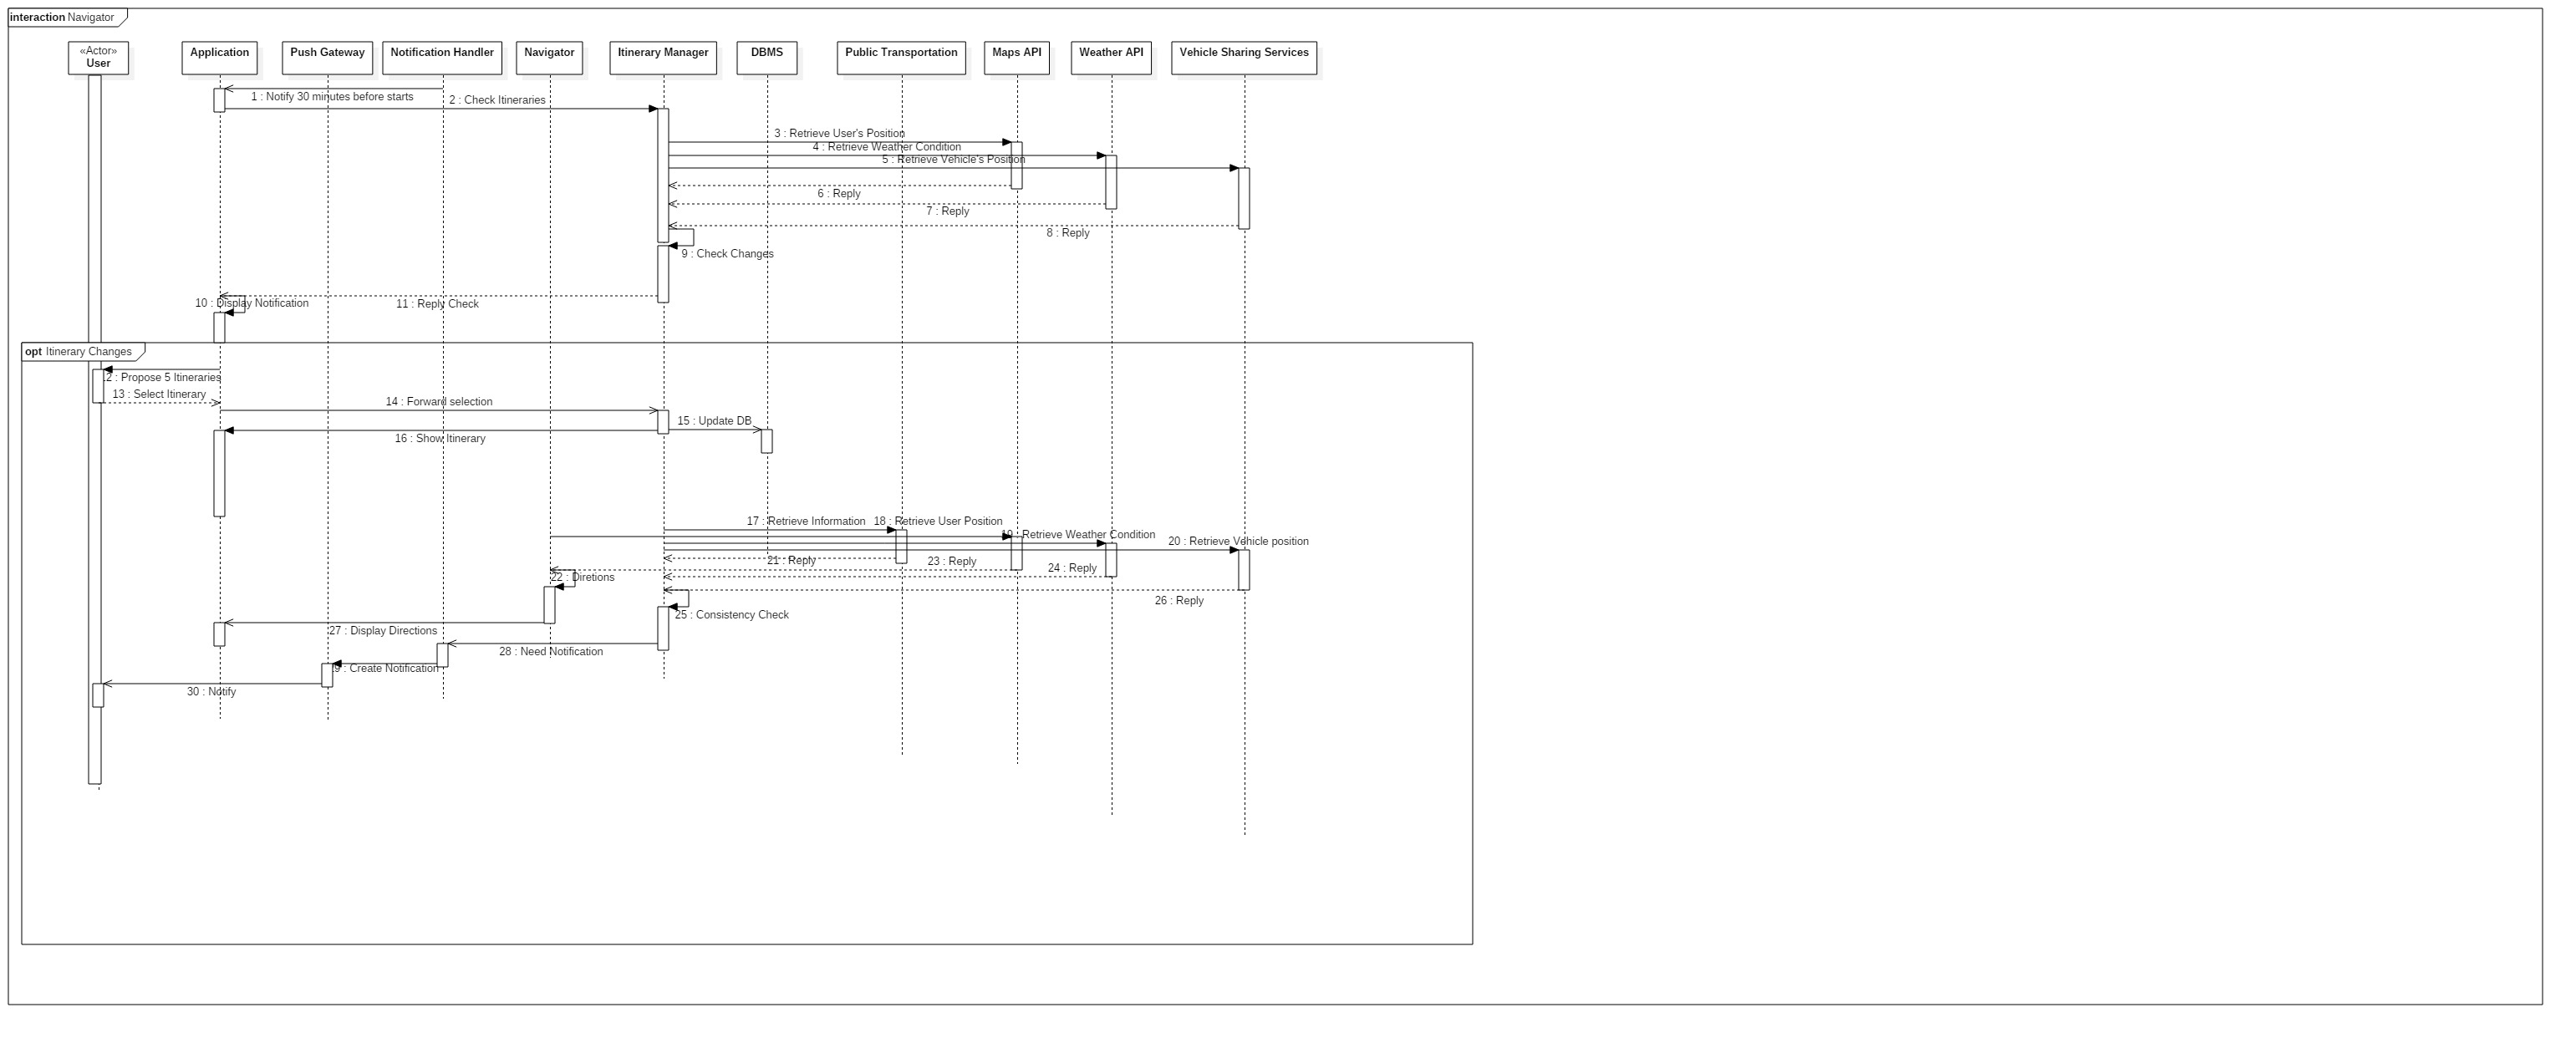 interaction Navigator
«Actor»
User
Application
Push Gateway
Notification Handler
Navigator
Itinerary Manager
DBMS
Public Transportation
Maps API
Weather API
Vehicle Sharing Services
1 : Notify 30 minutes before starts
2 : Check Itineraries
3 : Retrieve User's Position
4 : Retrieve Weather Condition
5 : Retrieve Vehicle's Position
6 : Reply
7 : Reply
8 : Reply
9 : Check Changes
10 : Display Notification
11 : Reply Check
opt Itinerary Changes
2 : Propose 5 Itineraries
13 : Select Itinerary
14 : Forward selection
15 : Update DB
16 : Show Itinerary
17 : Retrieve Information
18 : Retrieve User Position
19 : Retrieve Weather Condition
20 : Retrieve Vehicle position
21 : Reply
23 : Reply
24 : Reply
22 : Diretions
26 : Reply
25 : Consistency Check
27 : Display Directions
28 : Need Notification
9 : Create Notification
30 : Notify